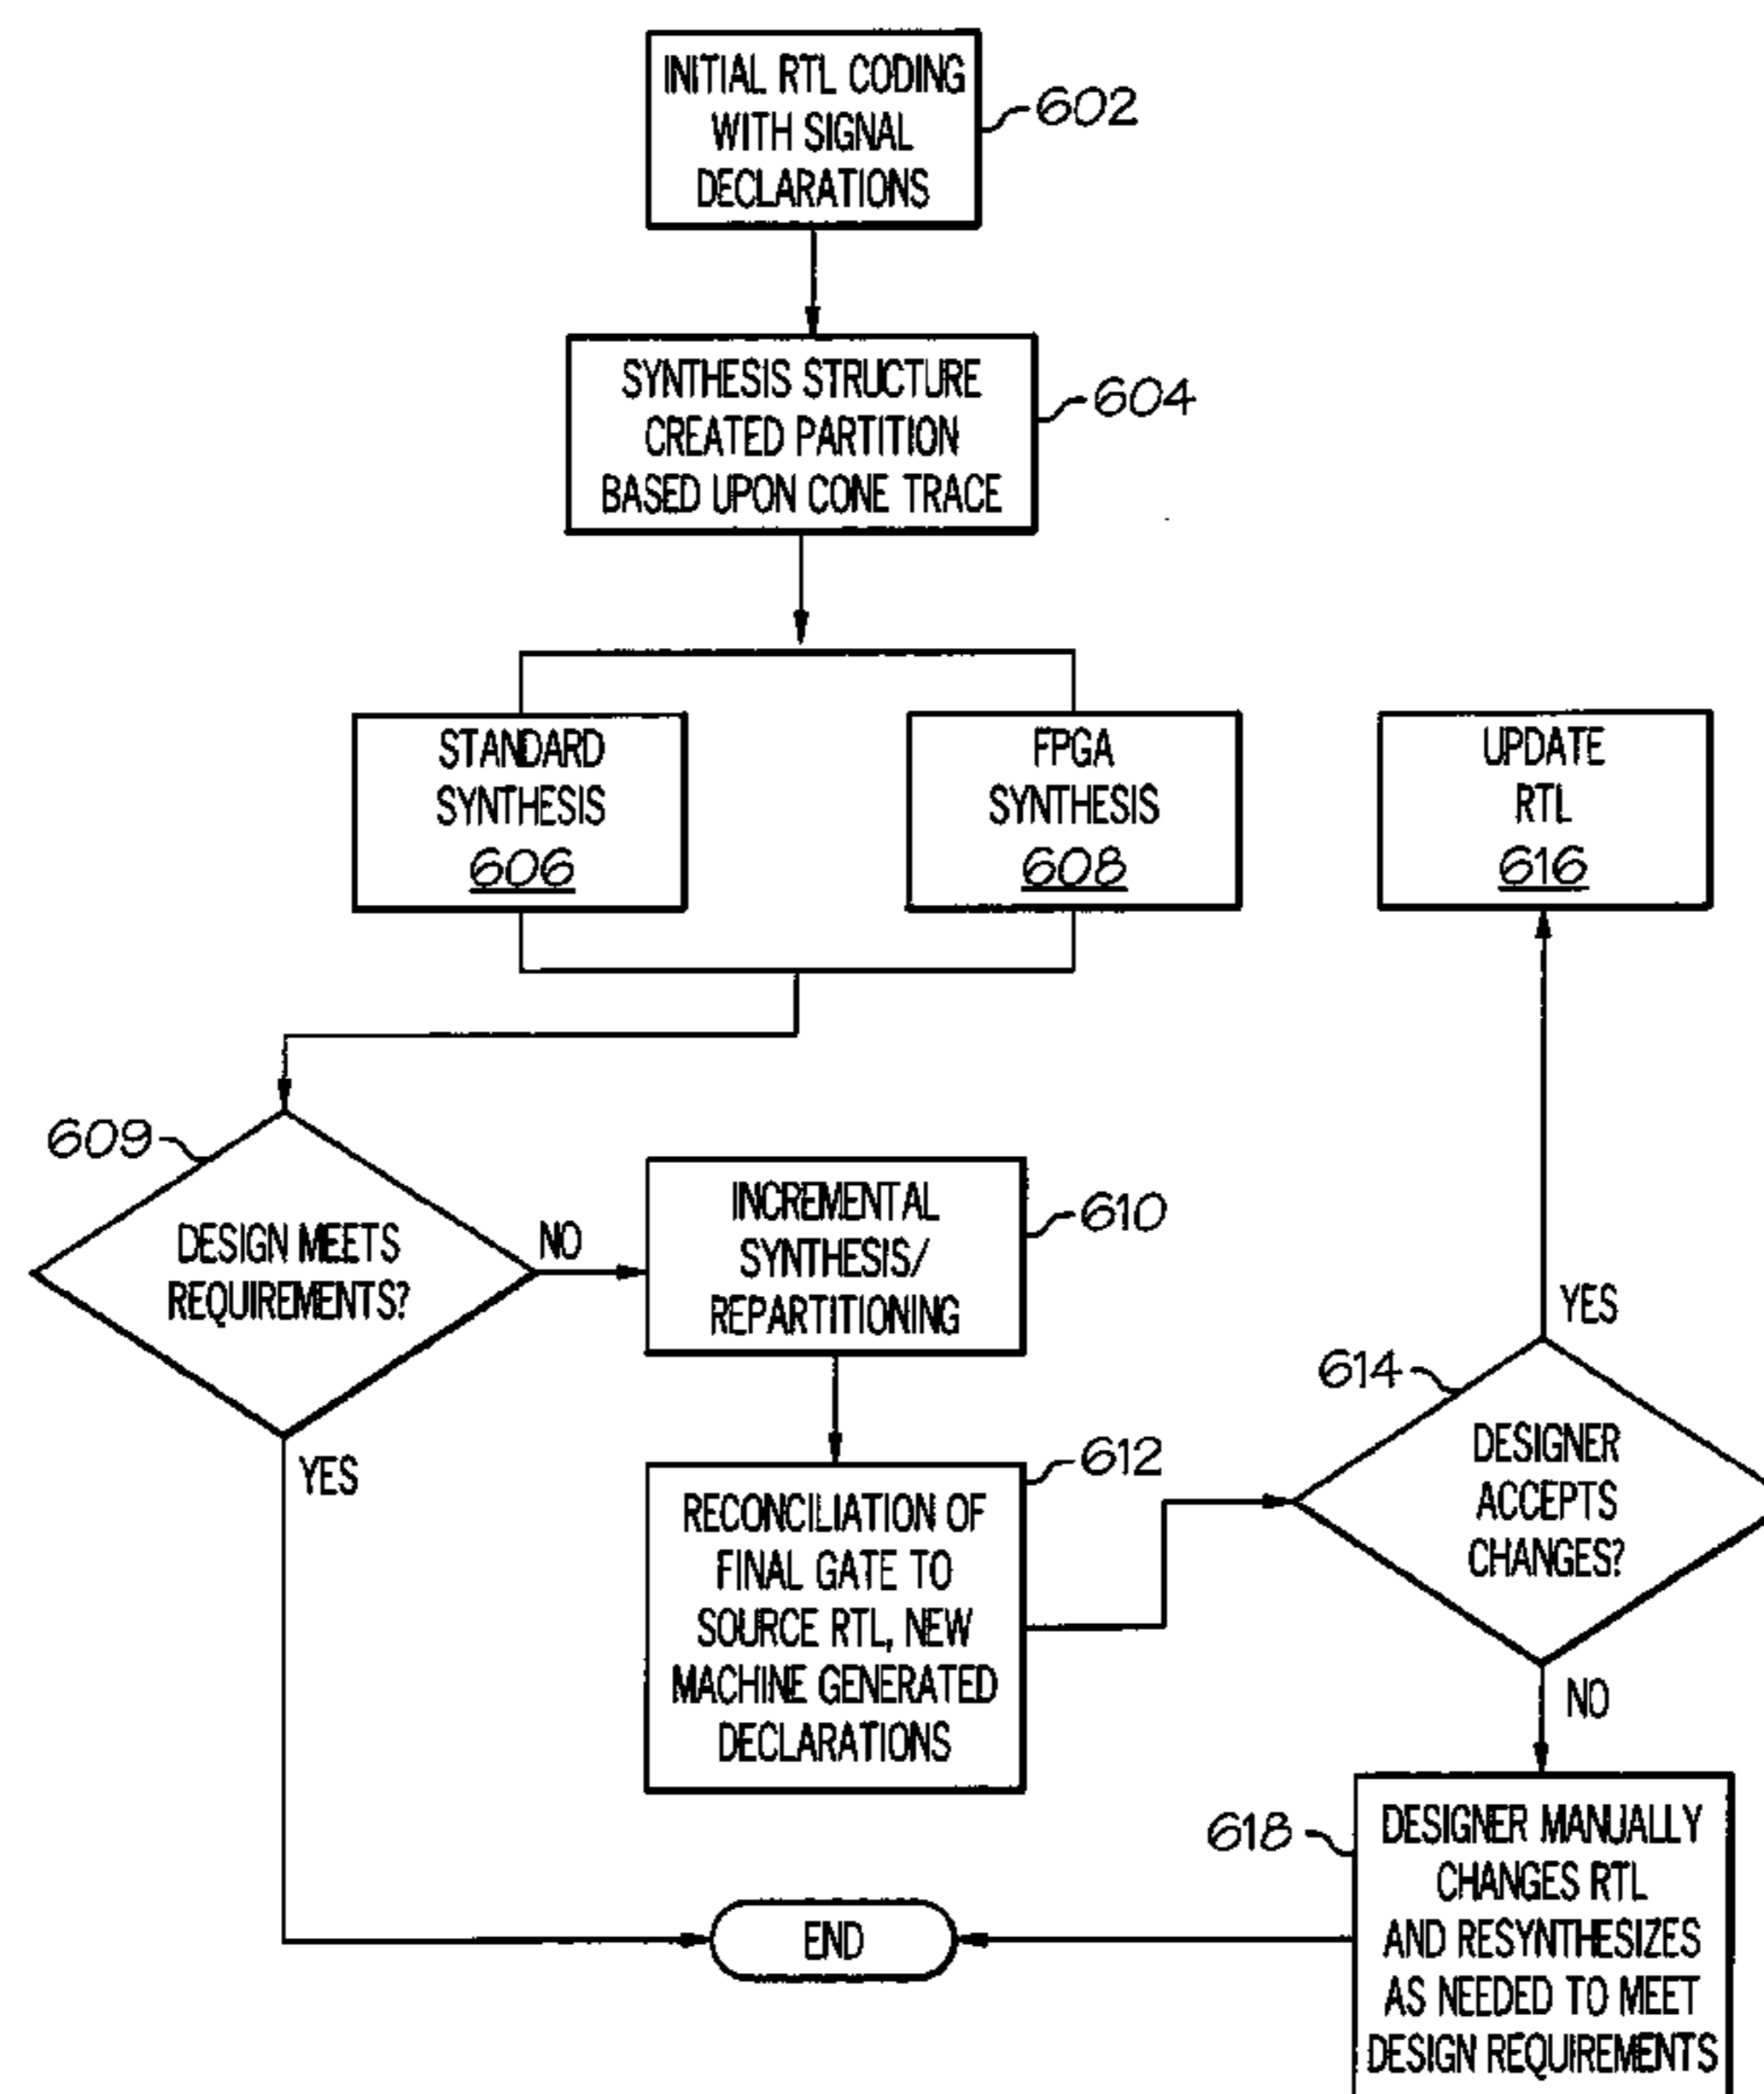 INITIAL RTL CODING
WITH SIGNAL
DECLARATIONS
602
SYNTHESIS STRUCTURE
CREATED PARTITION
BASED UPON CONE TRACE
604
STANDARD
SYNTHESIS
606
FPGA
SYNTHESIS
608
UPDATE
RTL
616
609
DESIGN MEETS
REQUIREMENTS?
NO
YES
INCREMENTAL
SYNTHESIS/
REPARTITIONING
610
612
RECONCILIATION OF
FINAL GATE TO
SOURCE RTL, NEW
MACHINE GENERATED
DECLARATIONS
YES
614
DESIGNER
ACCEPTS
CHANGES?
NO
618
DESIGNER MANUALLY
CHANGES RTL
AND RESYNTHESIZES
AS NEEDED TO MEET
DESIGN REQUIREMENTS
END